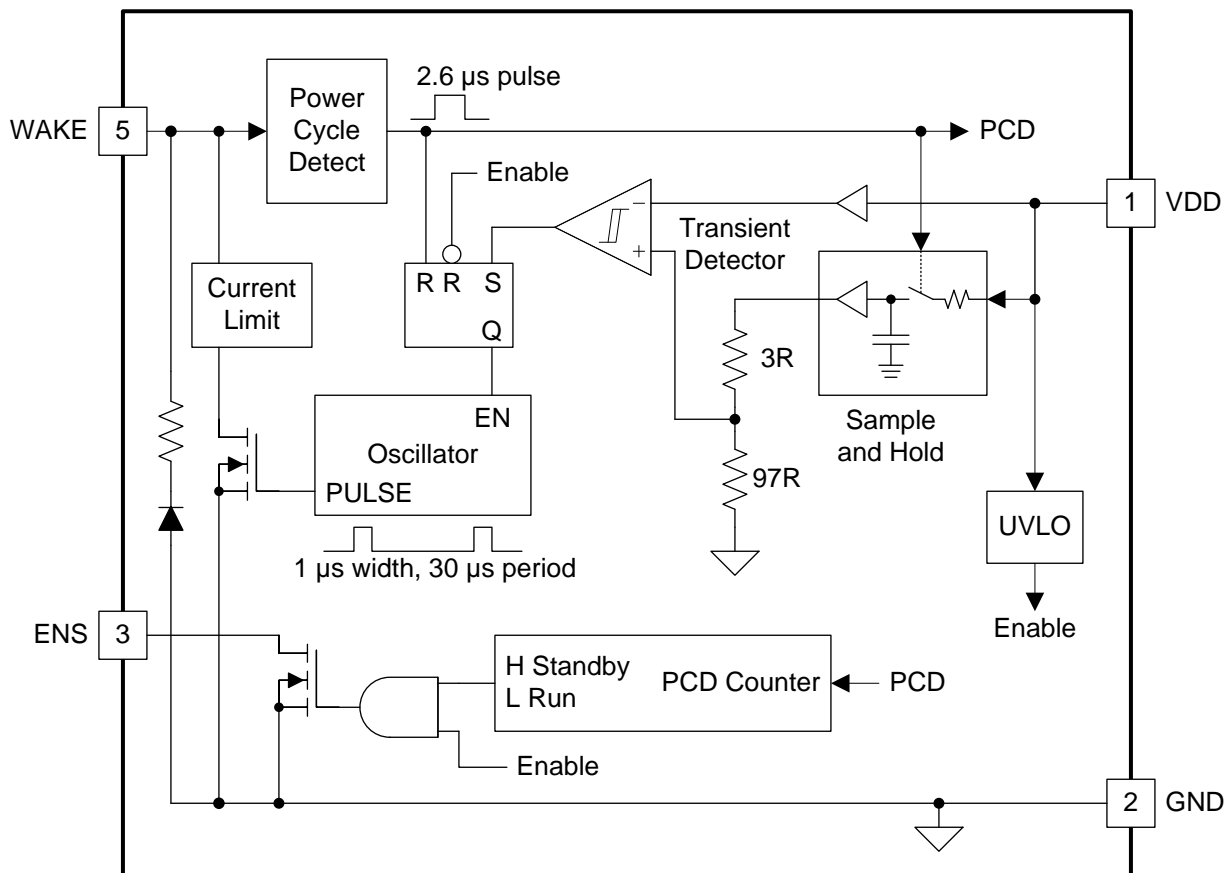 2.6 µs pulse
Power
Cycle
Detect
WAKE
5
PCD
Enable
1
VDD
−
+
Transient
Detector
R
R
S
Q
Current
Limit
3R
Sample
and Hold
EN
Oscillator
PULSE
97R
UVLO
1 µs width, 30 µs period
ENS
3
Enable
H Standby
L Run
PCD Counter
PCD
Enable
2
GND